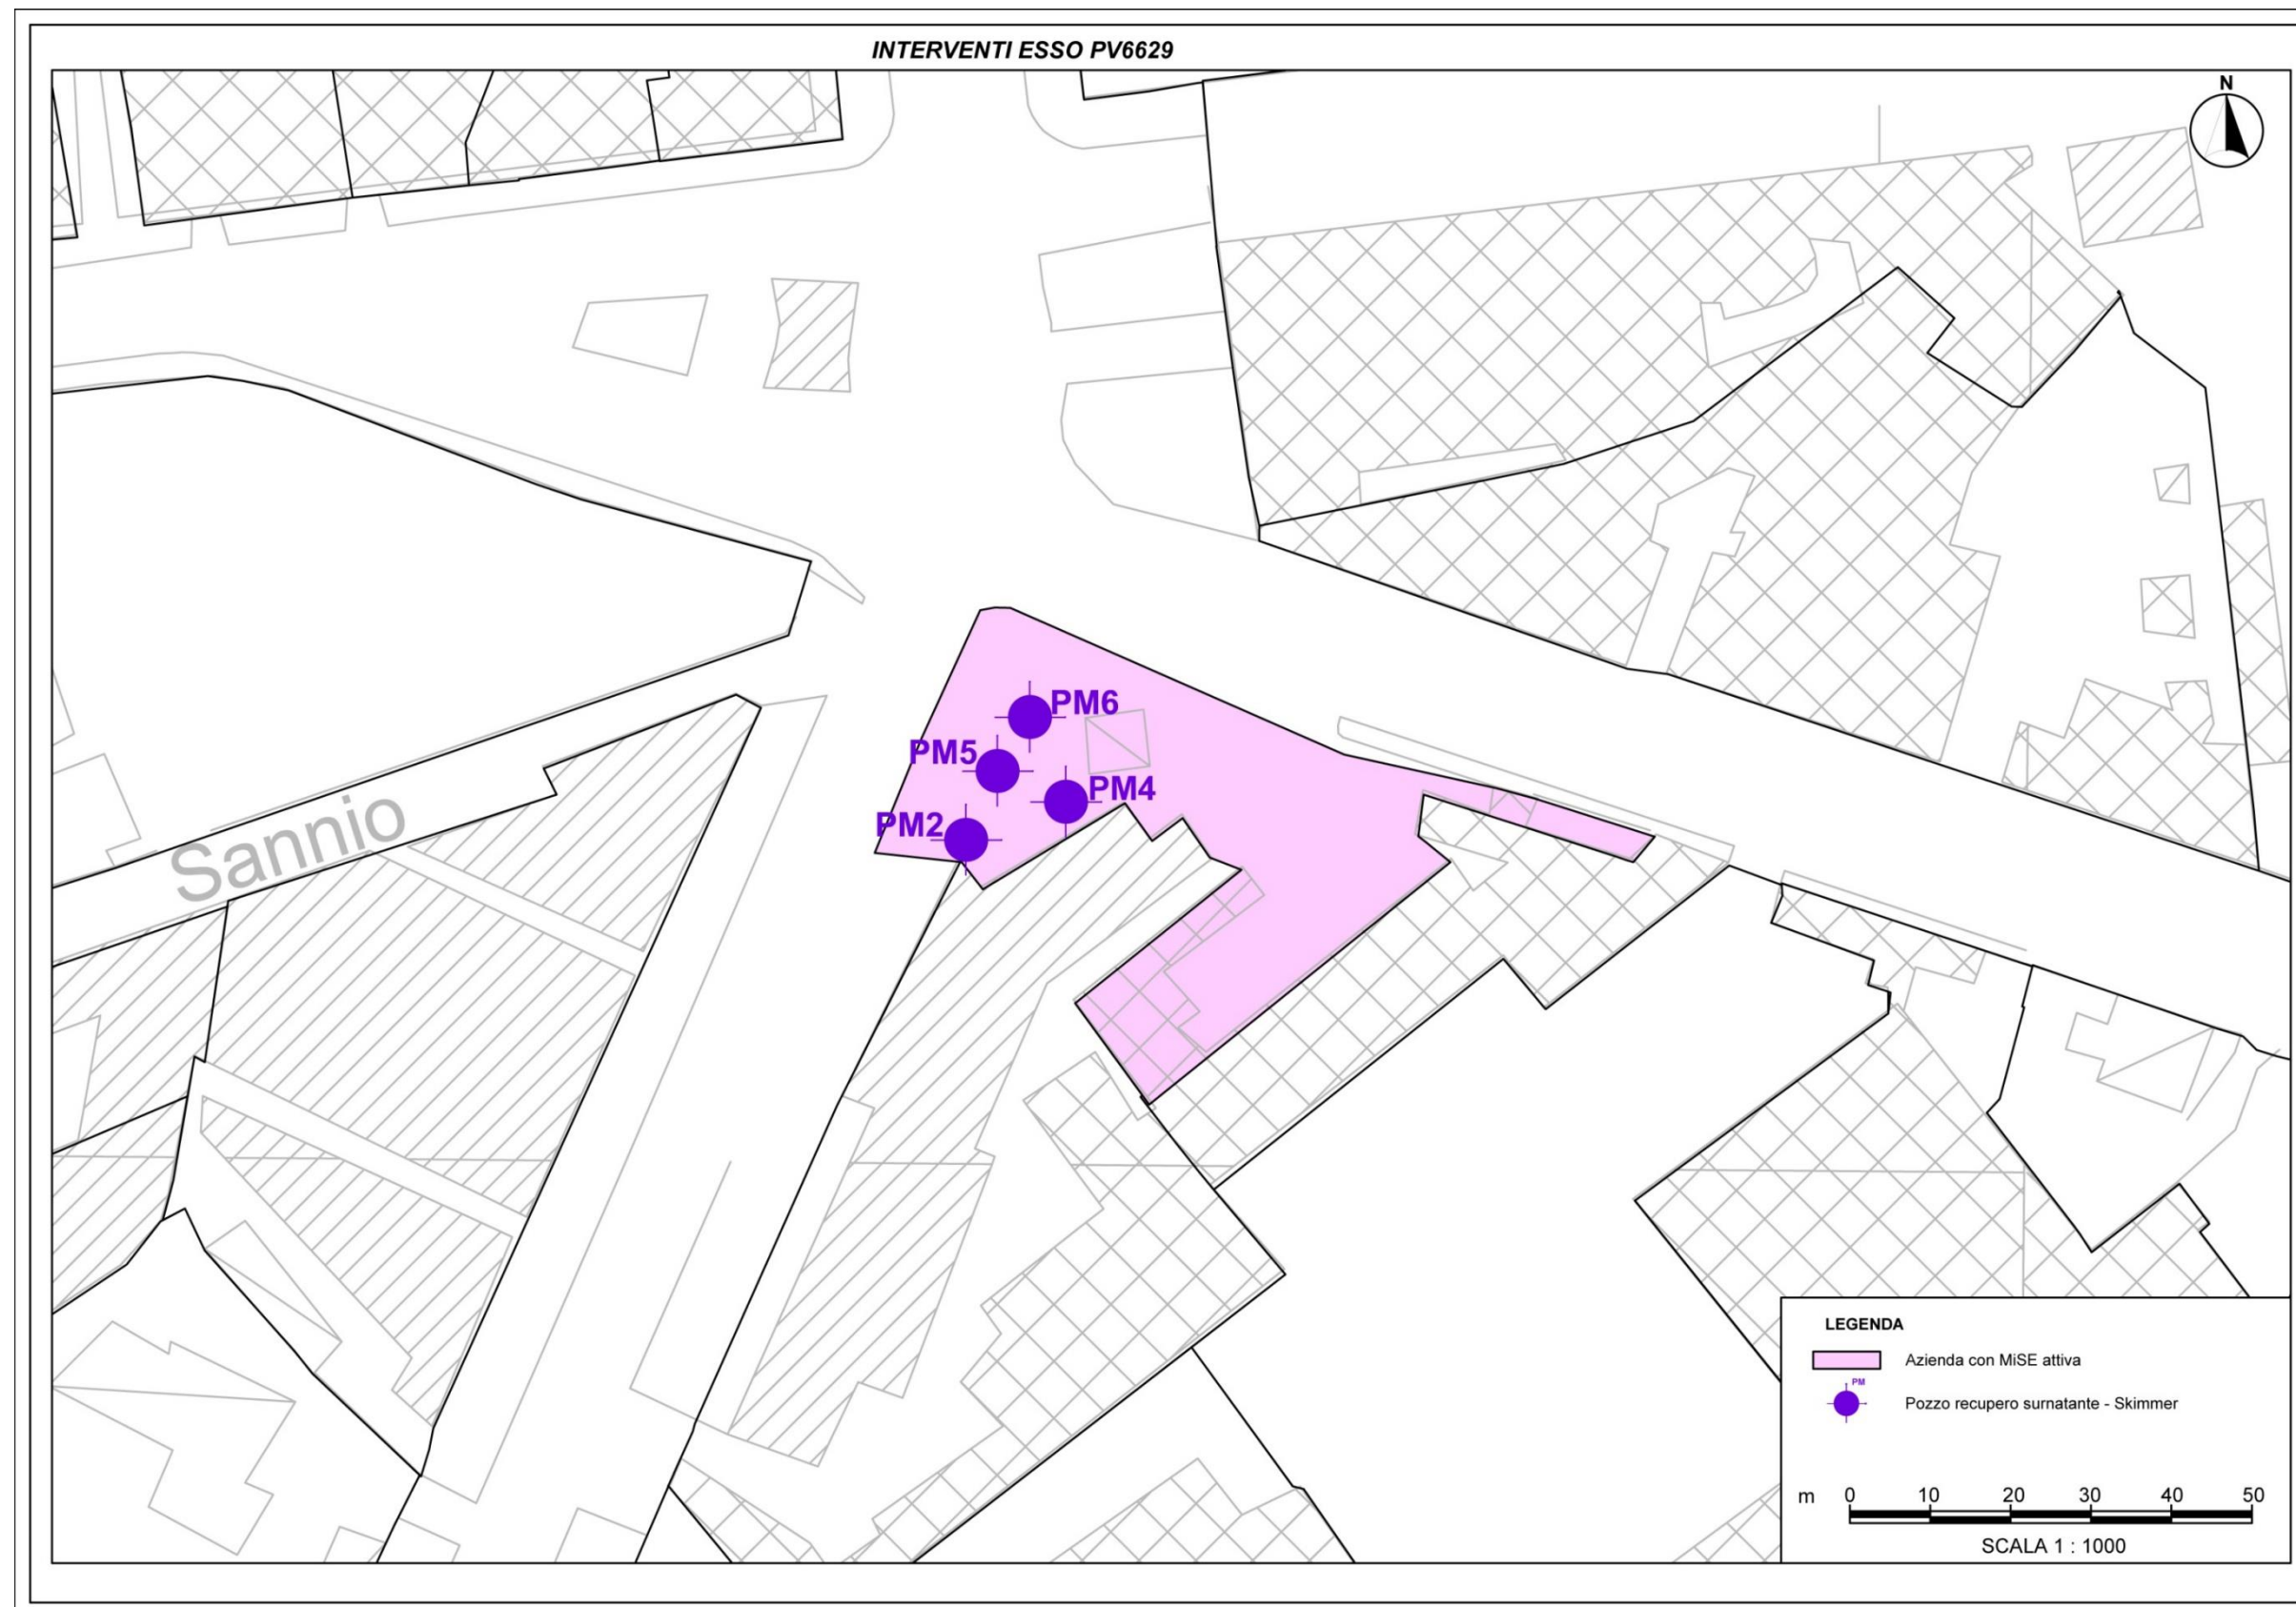 INTERVENTI ESSO PV6629
N
PM6
PM5
PM4
PM2
Sannio
LEGENDA
Azienda con MiSE attiva
PM
Pozzo recupero surnatante - Skimmer
m 0 10 20 30 40 50
SCALA 1 : 1000